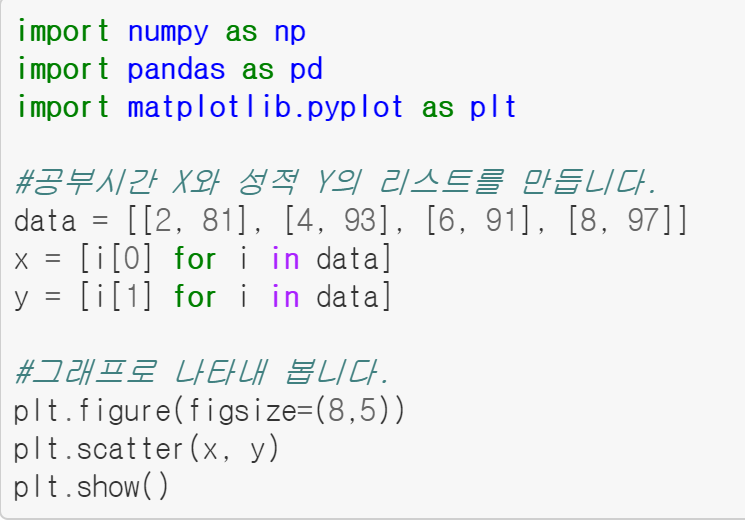 import numpy as np
import pandas as pd
import matplotlib.pyplot as plt
#공부시간 X와 성적 Y의 리스트를 만듭니다.
data = [[2, 81], [4, 93], [6, 91], [8, 97]]
x = [i[0] for i in data]
y = [i[1] for i in data]
#그래프로 나타내 봅니다.
plt.figure(figsize=(8,5))
plt.scatter(x, y)
plt.show()